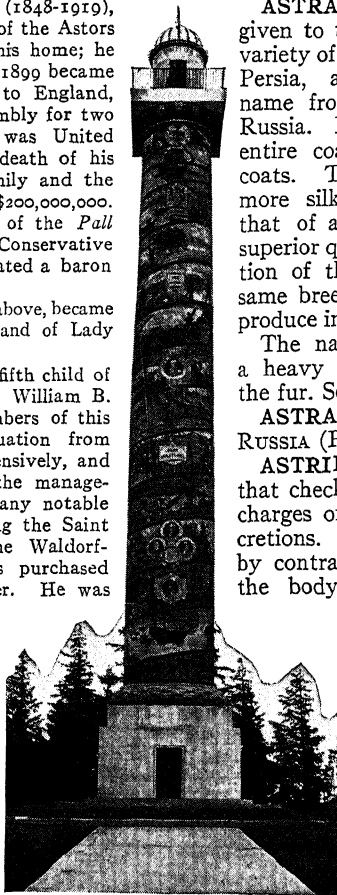 (1848-1919),
of the Astors
his home; he
1899 became
to England,
mbly for two
was United
death of his
mily and the
$200,000,000.
of the Pall
Conservative
ated a baron
above, became
and of Lady
fifth child of
William B.
mbers of this
uation from
ensively, and
the manage-
any notable
ng the Saint
he Waldorf-
s purchased
er. He was
ASTRA
given to t
variety of
Persia, a
name fro
Russia.
entire coa
coats. T
more silk
that of a
superior q
tion of th
same bree
produce in
The na
a heavy
the fur. S
ASTRA
RUSSIA (
ASTRI
that chec
charges o
cretions.
by contra
the body